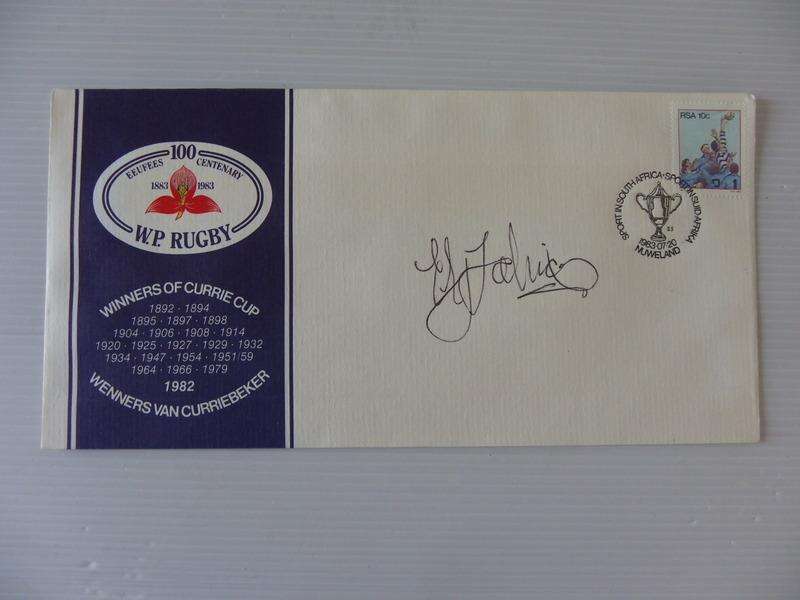 100
EEUFEES CENTENARY
1883 1983
W.P. RUGBY
WINNERS OF CURRIE CUP
1892 · 1894
1895 · 1897 · 1898
1904 · 1906 · 1908 · 1914
1920 · 1925 · 1927 · 1929 · 1932
1934 · 1947 · 1954 · 1951/59
1964 · 1966 · 1979
1982
WENNERS VAN CURRIEBEKER
RSA 10c
SPORT IN SOUTH AFRICA · SPORT IN SUID-AFRIKA
1983·07·20
NUWELAND